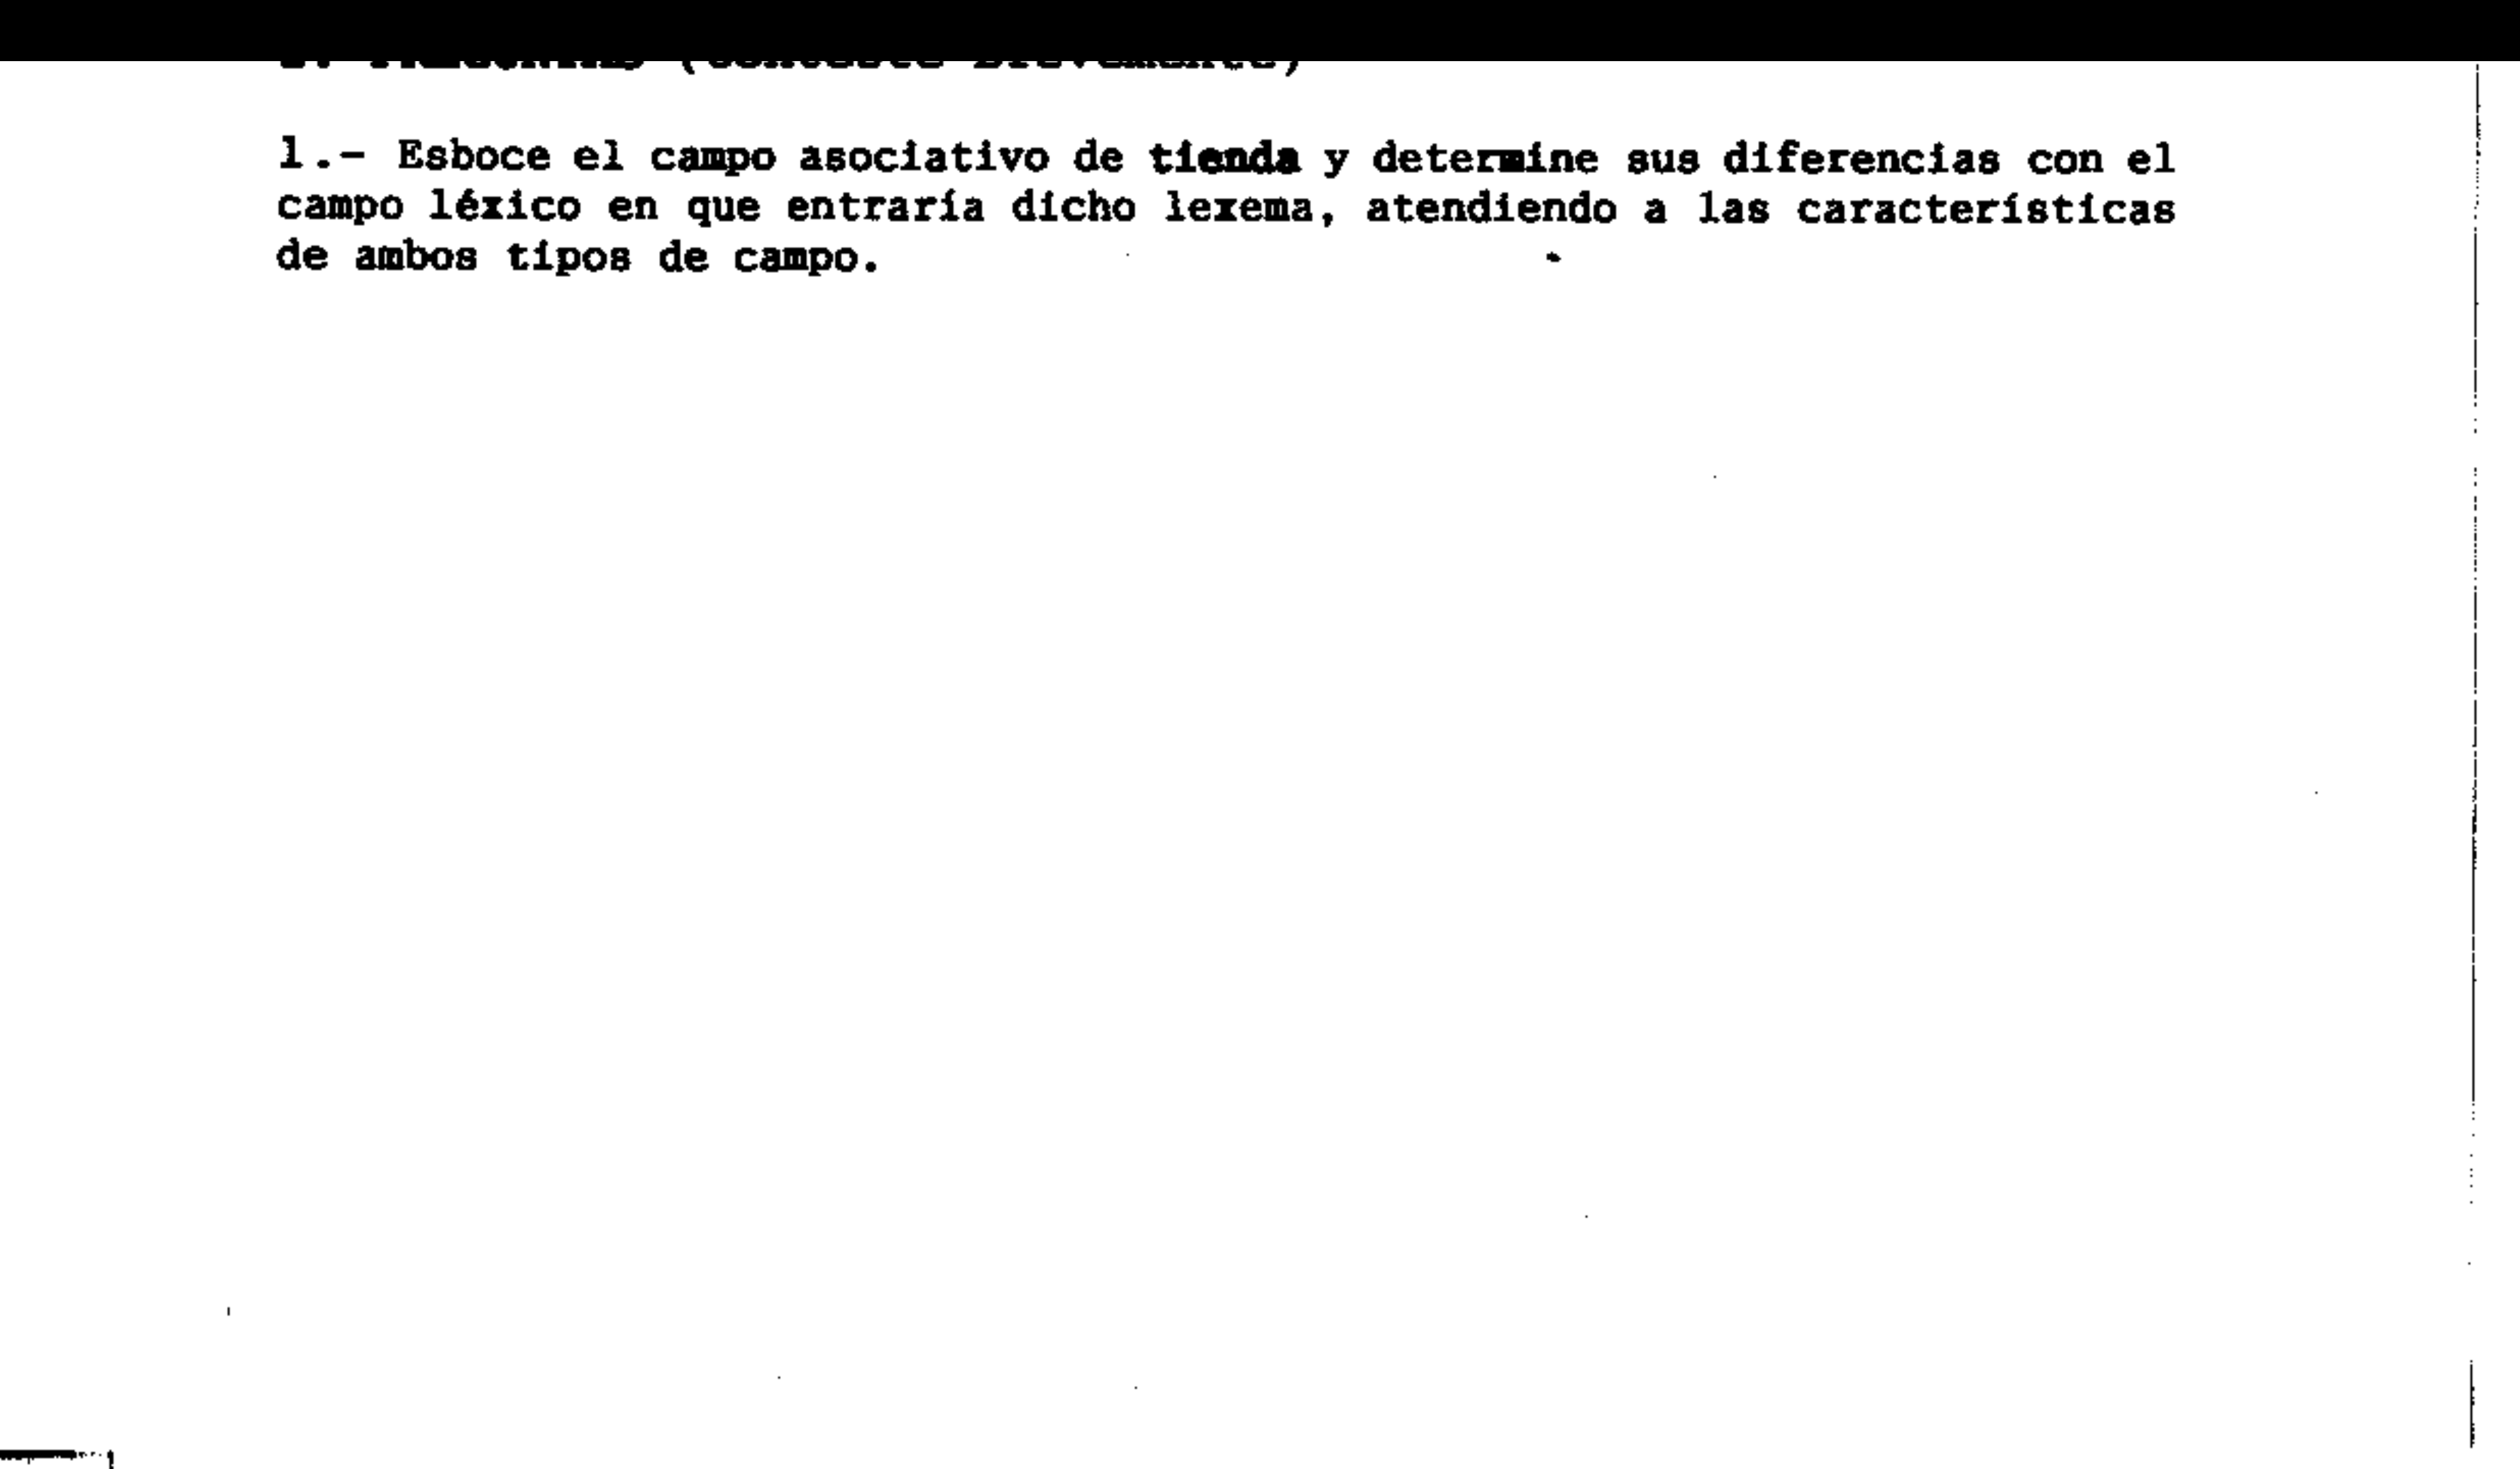 1.- Esboce el campo asociativo de tienda y determine sus diferencias con el
campo léxico en que entraría dicho lexema, atendiendo a las características
de ambos tipos de campo.